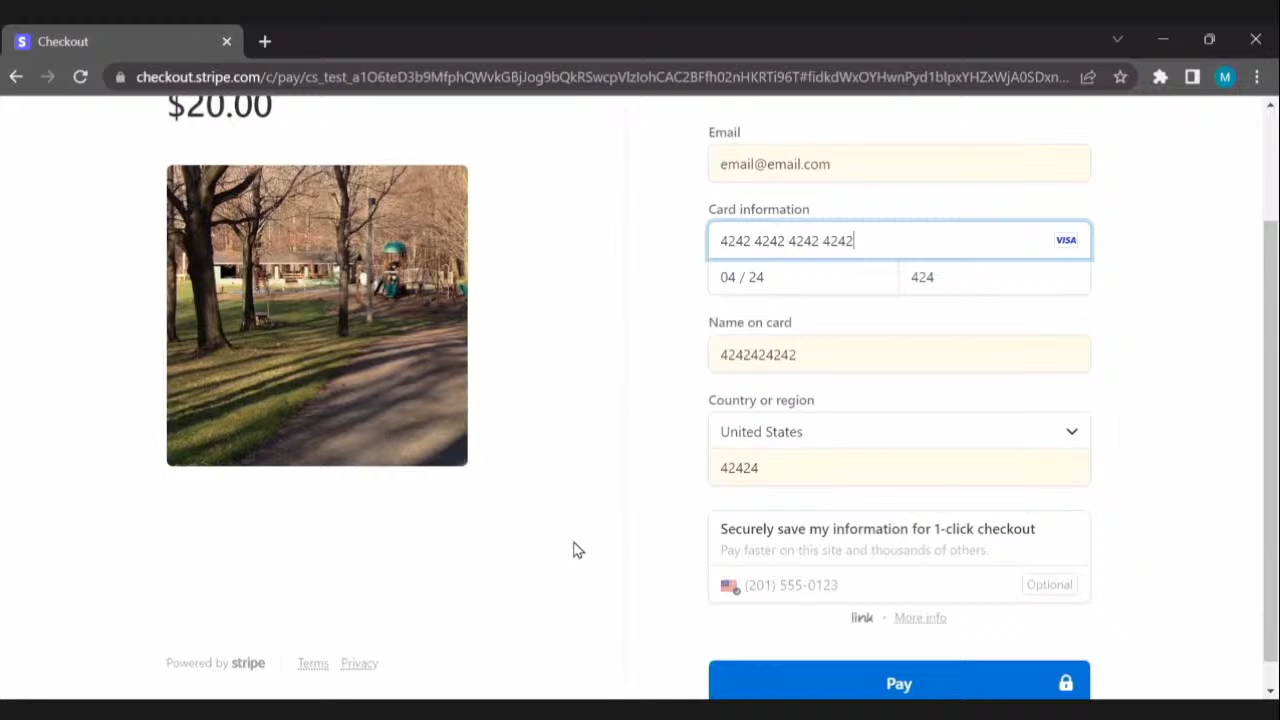 S Checkout
checkout.stripe.com/c/pay/cs_test_a1O6teD3b9MfphQWvkGBjJog9bQkRSwcpVlzIohCAC2BFfh02nHKRTi96T#fidkdWxOYHwnPyd1blpxYHZxWjA0SDxn...
M
$20.00
Email
email@email.com
Card information
4242 4242 4242 4242
VISA
04 / 24
424
Name on card
4242424242
Country or region
United States
42424
Securely save my information for 1-click checkout
Pay faster on this site and thousands of others.
(201) 555-0123
Optional
link · More info
Powered by stripe
Terms
Privacy
Pay